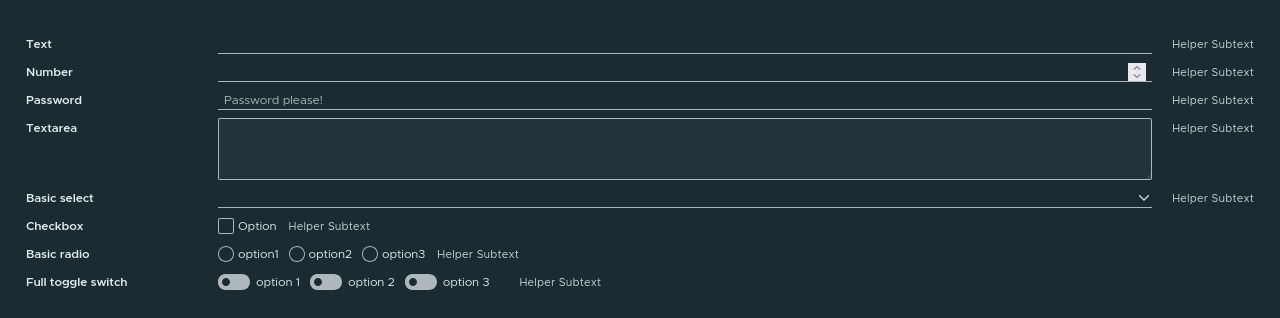 Text Helper Subtext
Number Helper Subtext
Password Password please! Helper Subtext
Textarea Helper Subtext
Basic select Helper Subtext
Checkbox Option Helper Subtext
Basic radio option1 option2 option3 Helper Subtext
Full toggle switch option 1 option 2 option 3 Helper Subtext